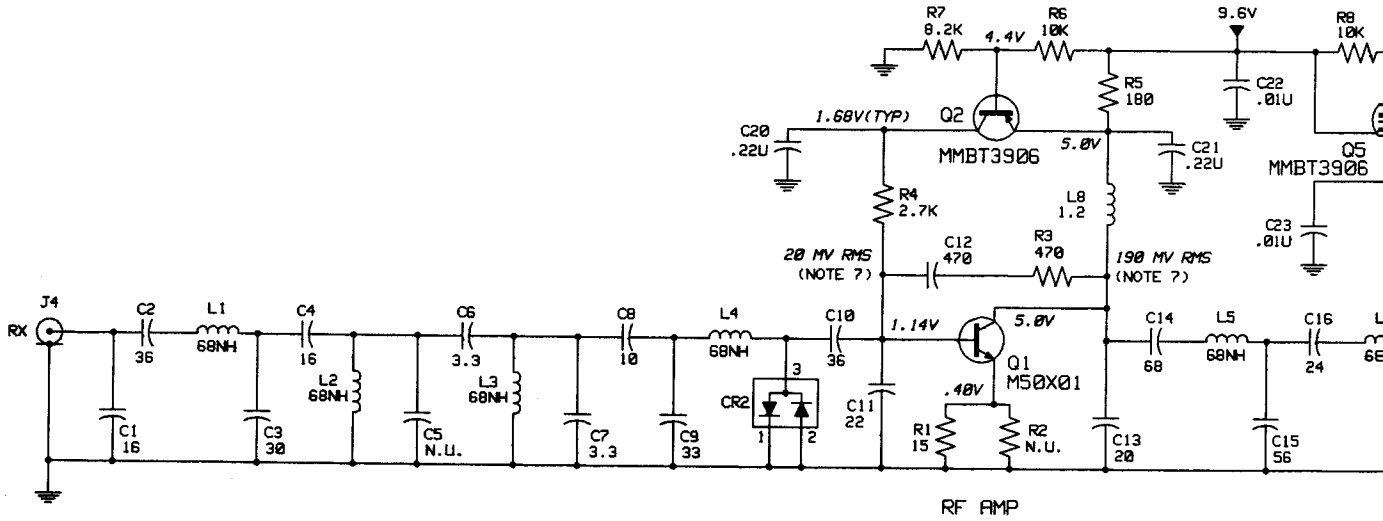 R7
8.2K
4.4V
R6
10K
9.6V
R8
10K
R5
180
C22
.01U
C20
.22U
1.68V(TYP)
Q2
MMBT3906
5.0V
C21
.22U
Q5
MMBT3906
R4
2.7K
L8
1.2
C23
.01U
20 MV RMS
(NOTE 7)
C12
470
R3
470
190 MV RMS
(NOTE 7)
J4
RX
C2
36
L1
68NH
C4
16
C6
3.3
C8
10
L4
68NH
C10
36
1.14V
5.0V
Q1
M50X01
C14
68
L5
68NH
C16
24
L
68
L2
68NH
L3
68NH
3
CR2
1
2
.40V
C1
16
C3
30
C5
N.U.
C7
3.3
C9
33
C11
22
R1
15
R2
N.U.
C13
20
C15
56
RF AMP